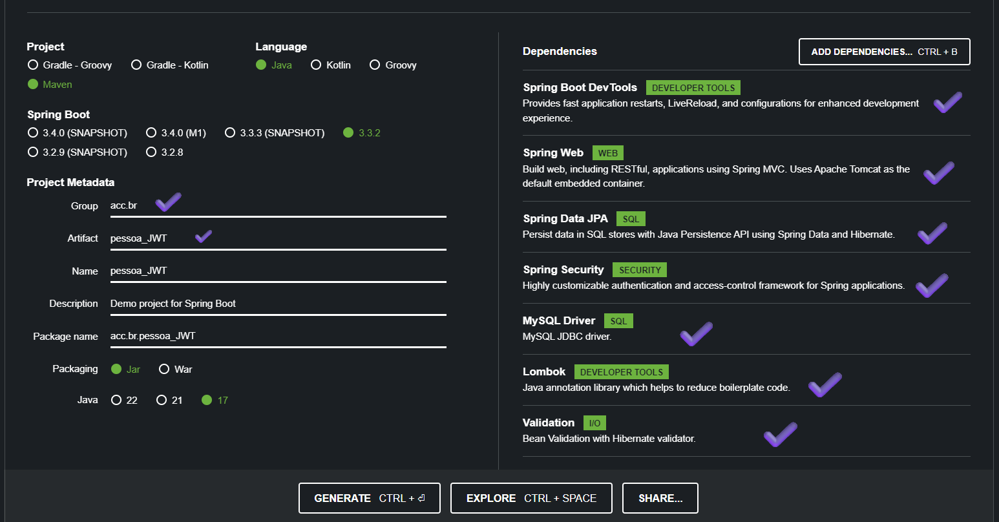 Project
Gradle - Groovy Gradle - Kotlin
Maven
Language
Java Kotlin Groovy
Spring Boot
3.4.0 (SNAPSHOT) 3.4.0 (M1) 3.3.3 (SNAPSHOT) 3.3.2
3.2.9 (SNAPSHOT) 3.2.8
Project Metadata
Group acc.br
Artifact pessoa_JWT
Name pessoa_JWT
Description Demo project for Spring Boot
Package name acc.br.pessoa_JWT
Packaging Jar War
Java 22 21 17
Dependencies ADD DEPENDENCIES... CTRL + B
Spring Boot DevTools DEVELOPER TOOLS
Provides fast application restarts, LiveReload, and configurations for enhanced development
experience.
Spring Web WEB
Build web, including RESTful, applications using Spring MVC. Uses Apache Tomcat as the
default embedded container.
Spring Data JPA SQL
Persist data in SQL stores with Java Persistence API using Spring Data and Hibernate.
Spring Security SECURITY
Highly customizable authentication and access-control framework for Spring applications.
MySQL Driver SQL
MySQL JDBC driver.
Lombok DEVELOPER TOOLS
Java annotation library which helps to reduce boilerplate code.
Validation I/O
Bean Validation with Hibernate validator.
GENERATE CTRL + ⏎ EXPLORE CTRL + SPACE SHARE...